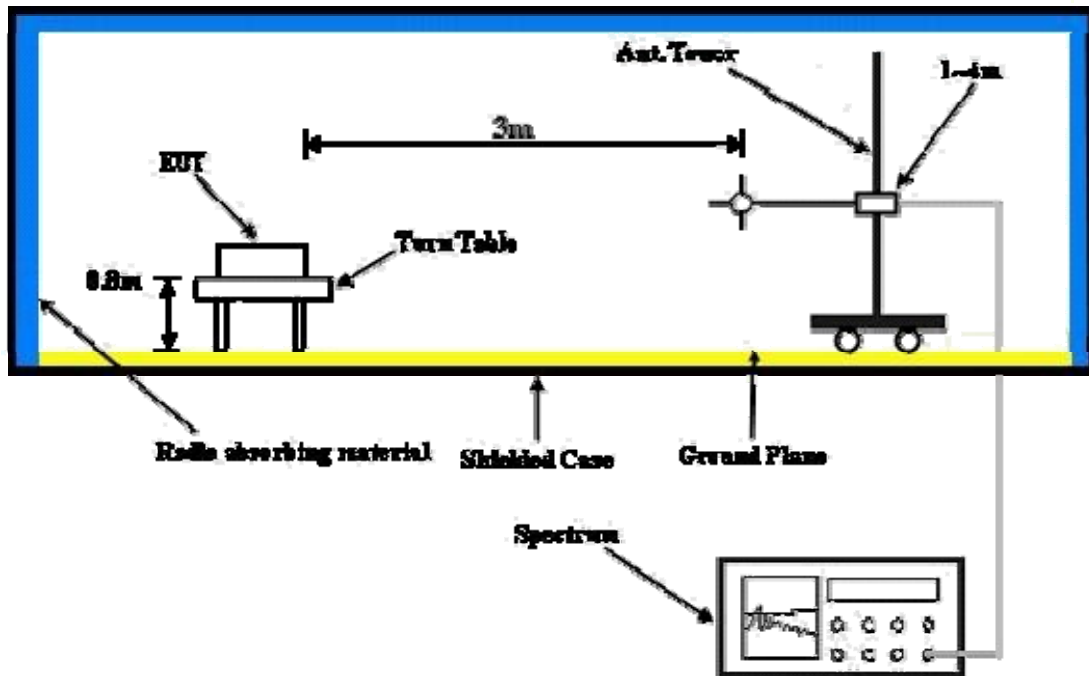 Ant. Tower
1~4m
3m
EUT
Turn Table
0.8m
Radio absorbing material
Shielded Case
Ground Plane
Spectrum